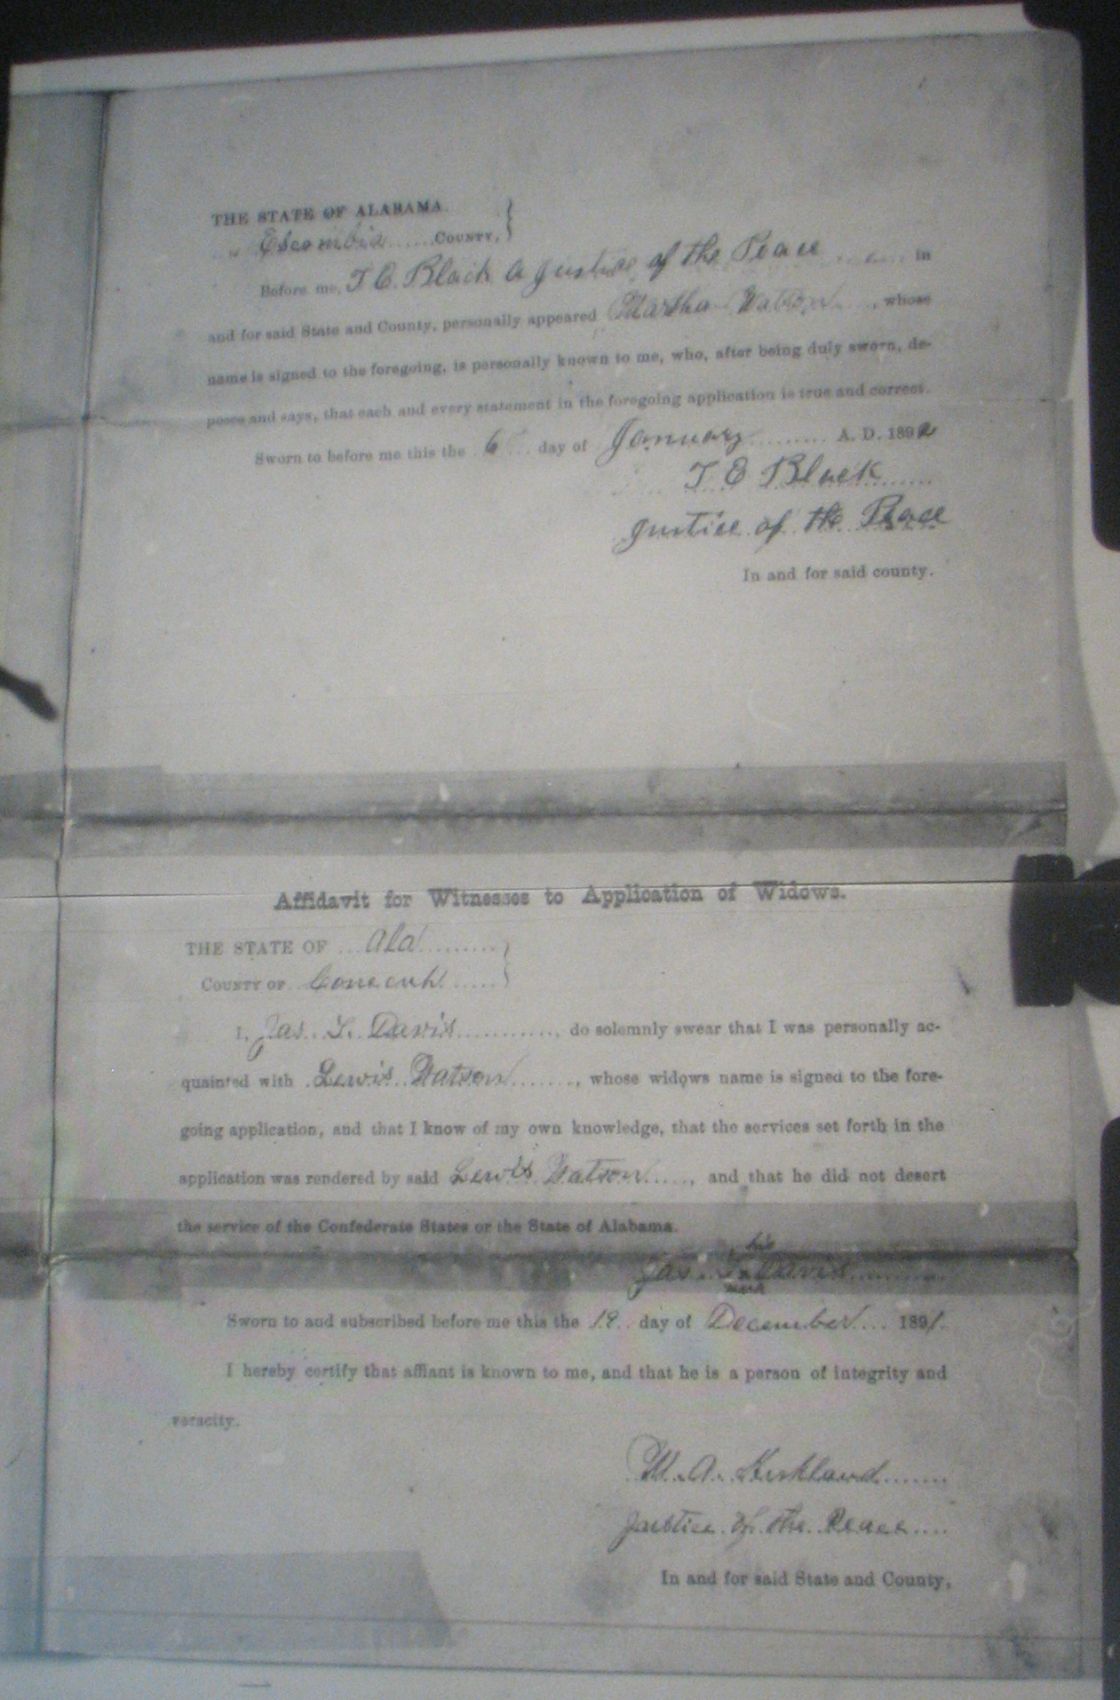 THE STATE OF ALABAMA.
Escambia County,
Before me, T. E. Black a Justice of the Peace in
and for said State and County, personally appeared Martha Watson, whose
name is signed to the foregoing, is personally known to me, who, after being duly sworn, de-
poses and says, that each and every statement in the foregoing application is true and correct.
Sworn to before me this the 6 day of January A. D. 1892
T E Black
Justice of the Peace
In and for said county.
Affidavit for Witnesses to Application of Widows.
THE STATE OF Ala
COUNTY OF Conecuh
I, Jas. T. Davis, do solemnly swear that I was personally ac-
quainted with Lewis Watson, whose widows name is signed to the fore-
going application, and that I know of my own knowledge, that the services set forth in the
application was rendered by said Lewis Watson, and that he did not desert
the service of the Confederate States or the State of Alabama.
his
Jas. T. x Davis
mark
Sworn to and subscribed before me this the 18 day of December 1891.
I hereby certify that affiant is known to me, and that he is a person of integrity and
veracity.
W. A. Kirkland
Justice of the Peace
In and for said State and County,